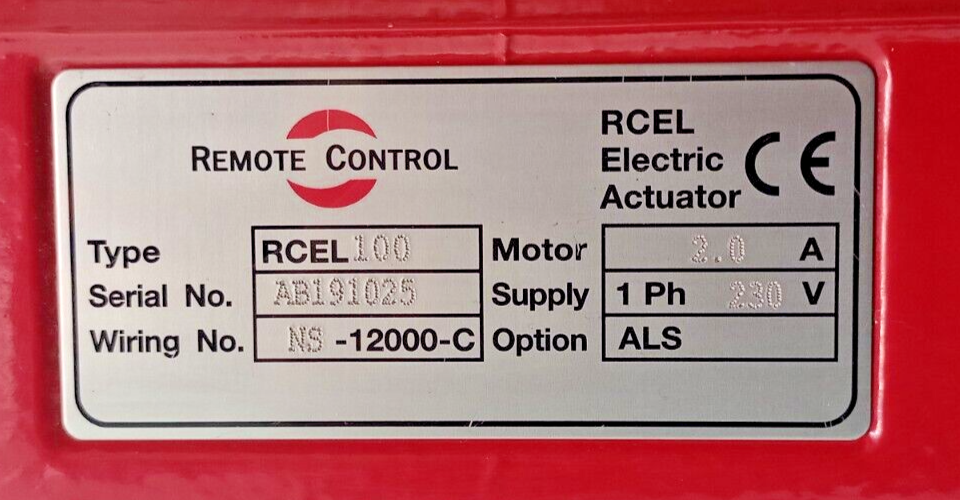 REMOTE CONTROL
RCEL
Electric
Actuator
CE
Type RCEL 100 Motor 2.0 A
Serial No. AB191025 Supply 1 Ph 230 V
Wiring No. NS -12000-C Option ALS